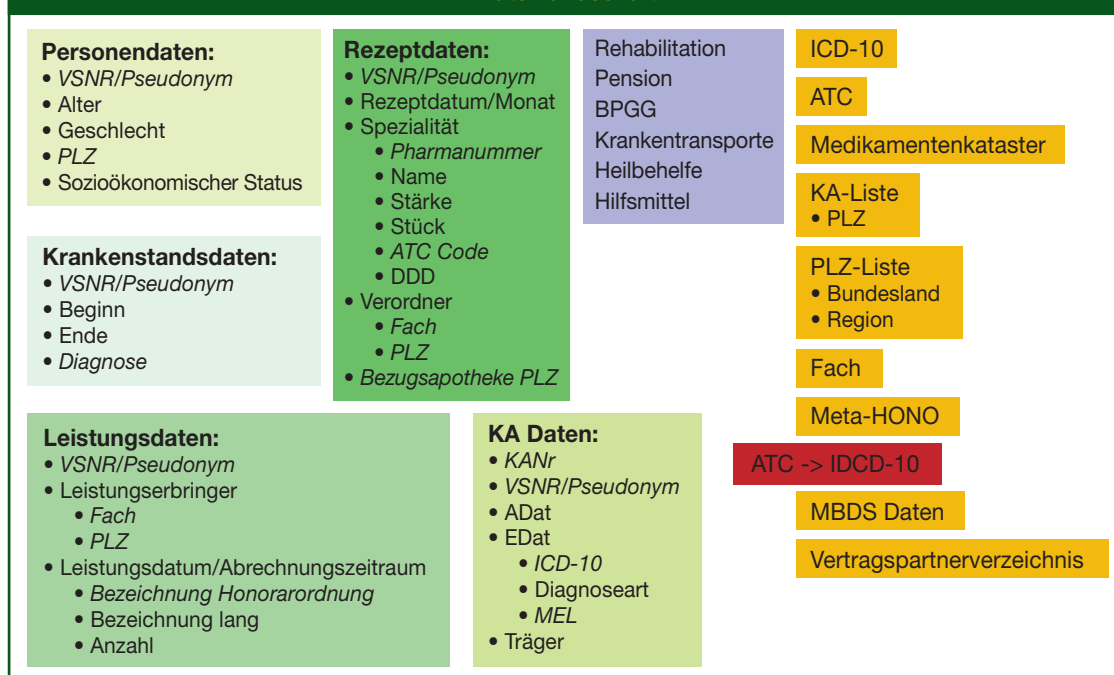 Personendaten:
• VSNR/Pseudonym
• Alter
• Geschlecht
• PLZ
• Sozioökonomischer Status
Krankenstandsdaten:
• VSNR/Pseudonym
• Beginn
• Ende
• Diagnose
Rezeptdaten:
• VSNR/Pseudonym
• Rezeptdatum/Monat
• Spezialität
• Pharmanummer
• Name
• Stärke
• Stück
• ATC Code
• DDD
• Verordner
• Fach
• PLZ
• Bezugsapotheke PLZ
Rehabilitation
Pension
BPGG
Krankentransporte
Heilbehelfe
Hilfsmittel
Leistungsdaten:
• VSNR/Pseudonym
• Leistungserbringer
• Fach
• PLZ
• Leistungsdatum/Abrechnungszeitraum
• Bezeichnung Honorarordnung
• Bezeichnung lang
• Anzahl
KA Daten:
• KANr
• VSNR/Pseudonym
• ADat
• EDat
• ICD-10
• Diagnoseart
• MEL
• Träger
ICD-10
ATC
Medikamentenkataster
KA-Liste
• PLZ
PLZ-Liste
• Bundesland
• Region
Fach
Meta-HONO
ATC -> IDCD-10
MBDS Daten
Vertragspartnerverzeichnis